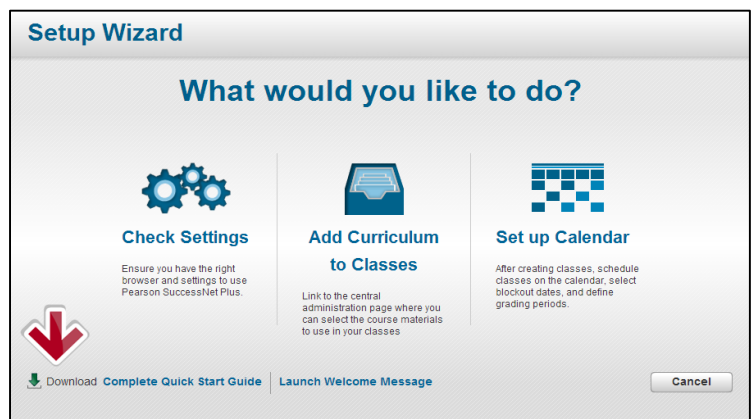 Setup Wizard
What would you like to do?
Check Settings
Ensure you have the right
browser and settings to use
Pearson SuccessNet Plus.
Add Curriculum
to Classes
Link to the central
administration page where you
can select the course materials
to use in your classes
Set up Calendar
After creating classes, schedule
classes on the calendar, select
blockout dates, and define
grading periods.
Download Complete Quick Start Guide
Launch Welcome Message
Cancel